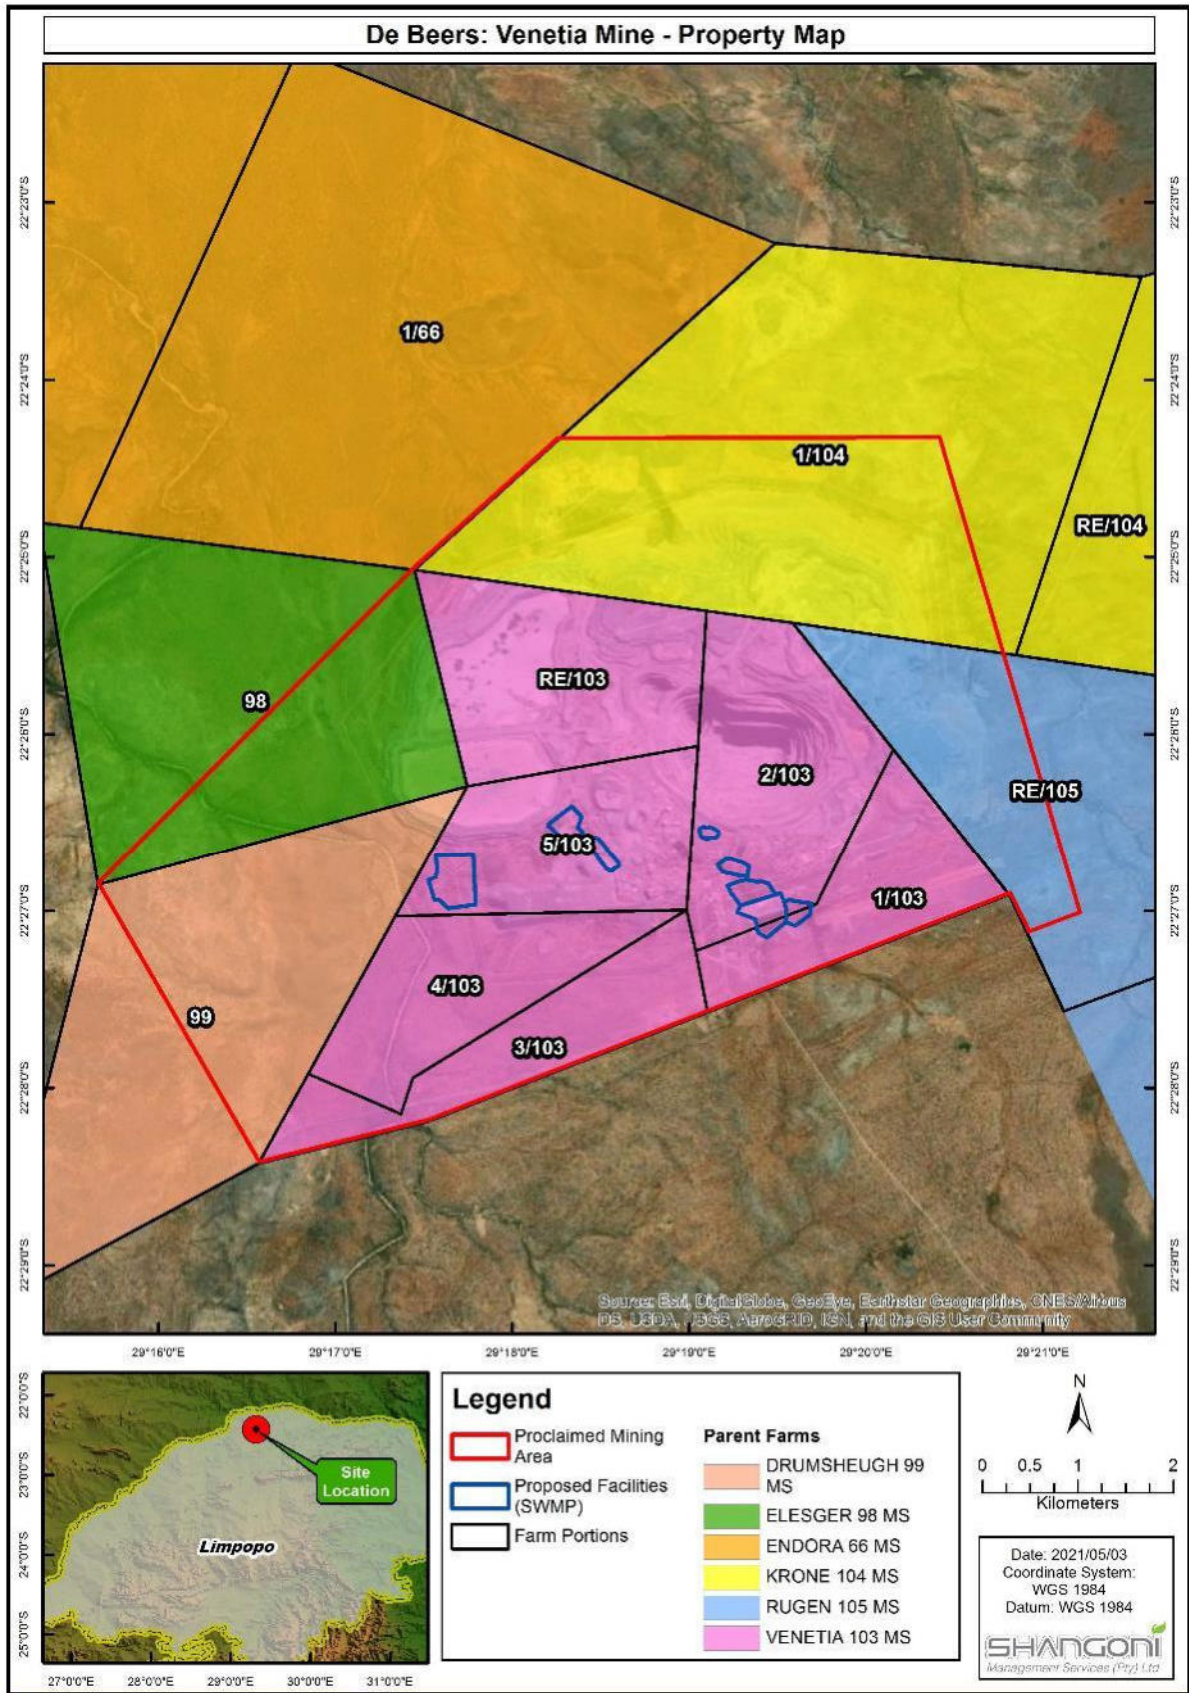 De Beers: Venetia Mine - Property Map
22°23'0"S
22°24'0"S
22°25'0"S
22°26'0"S
22°27'0"S
22°28'0"S
22°29'0"S
1/66
1/104
RE/104
98
RE/103
2/103
RE/105
5/103
1/103
4/103
99
3/103
22°23'0"S
22°24'0"S
22°25'0"S
22°26'0"S
22°27'0"S
22°28'0"S
22°29'0"S
Source: Esri, DigitalGlobe, GeoEye, Earthstar Geographics, CNES/Airbus
DS, USDA, USGS, AeroGRID, IGN, and the GIS User Community
29°16'0"E 29°17'0"E 29°18'0"E 29°19'0"E 29°20'0"E 29°21'0"E
22°0'0"S
23°0'0"S
24°0'0"S
25°0'0"S
Site
Location
Limpopo
27°0'0"E 28°0'0"E 29°0'0"E 30°0'0"E 31°0'0"E
Legend
Proclaimed Mining
Area
Proposed Facilities
(SWMP)
Farm Portions
Parent Farms
DRUMSHEUGH 99
MS
ELESGER 98 MS
ENDORA 66 MS
KRONE 104 MS
RUGEN 105 MS
VENETIA 103 MS
N
0 0.5 1 2
Kilometers
Date: 2021/05/03
Coordinate System:
WGS 1984
Datum: WGS 1984
SHANGONI
Management Services (Pty) Ltd